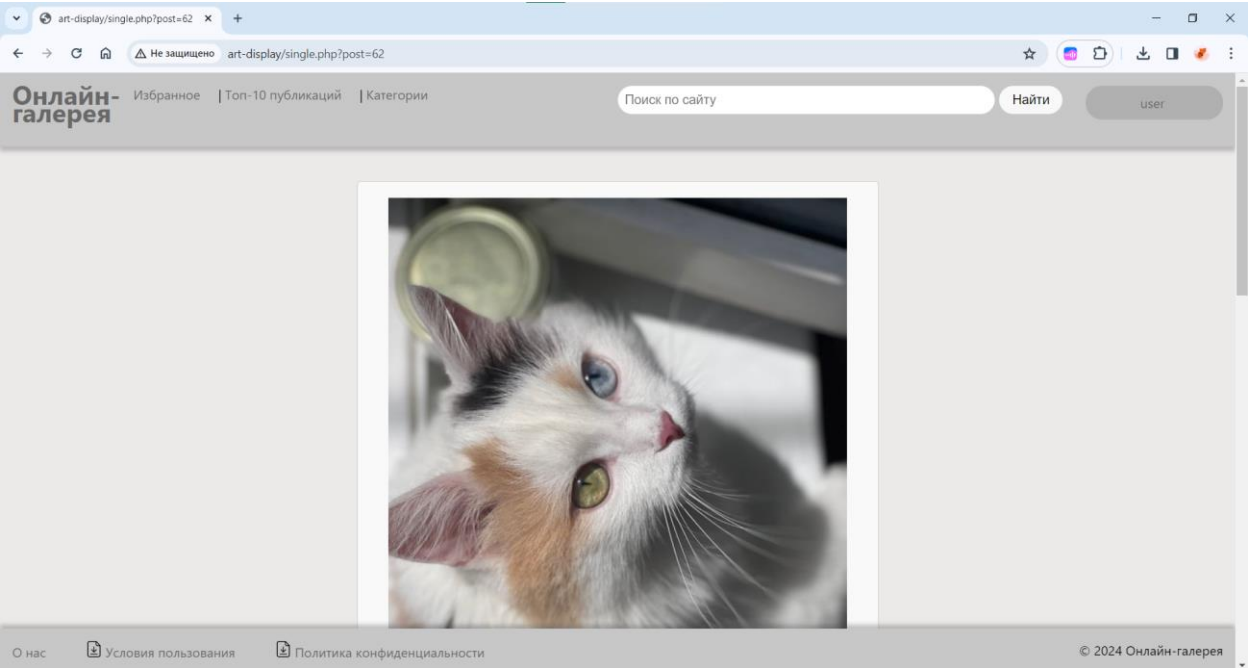 art-display/single.php?post=62
Не защищено art-display/single.php?post=62
Онлайн-
галерея
Избранное | Топ-10 публикаций | Категории
Поиск по сайту
Найти
user
О нас Условия пользования Политика конфиденциальности © 2024 Онлайн-галерея